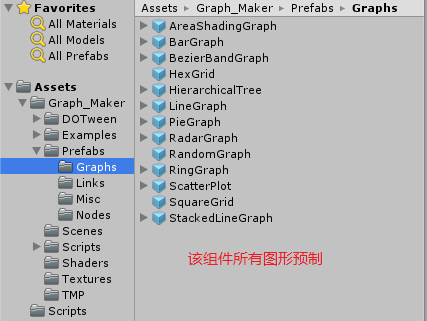 Favorites
All Materials
All Models
All Prefabs
Assets
Graph_Maker
DOTween
Examples
Prefabs
Graphs
Links
Misc
Nodes
Scenes
Scripts
Shaders
Textures
TMP
Scripts
Assets ▸ Graph_Maker ▸ Prefabs ▸ Graphs
AreaShadingGraph
BarGraph
BezierBandGraph
HexGrid
HierarchicalTree
LineGraph
PieGraph
RadarGraph
RandomGraph
RingGraph
ScatterPlot
SquareGrid
StackedLineGraph
该组件所有图形预制